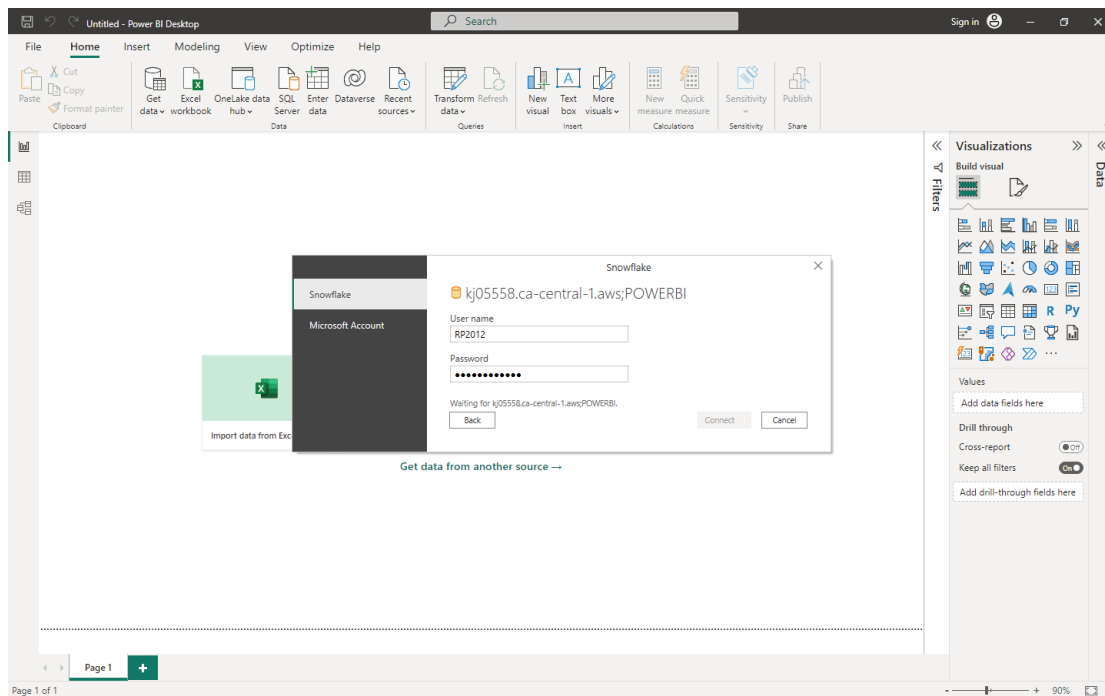 Untitled - Power BI Desktop
Search
Sign in
File Home Insert Modeling View Optimize Help
Paste
Cut
Copy
Format painter
Clipboard
Get data
Excel workbook
OneLake data hub
SQL Server
Enter data
Dataverse
Recent sources
Data
Transform data
Refresh
Queries
New visual
Text box
More visuals
Insert
New measure
Quick measure
Calculations
Sensitivity
Sensitivity
Publish
Share
Filters
Visualizations
Data
Build visual
123
R Py
Values
Add data fields here
Drill through
Cross-report
Off
Keep all filters
On
Add drill-through fields here
Snowflake
Snowflake
Microsoft Account
kj05558.ca-central-1.aws;POWERBI
User name
RP2012
Password
••••••••••••
Waiting for kj05558.ca-central-1.aws;POWERBI.
Back
Connect
Cancel
Import data from Exc
Get data from another source →
Page 1
+
Page 1 of 1
- + 90%